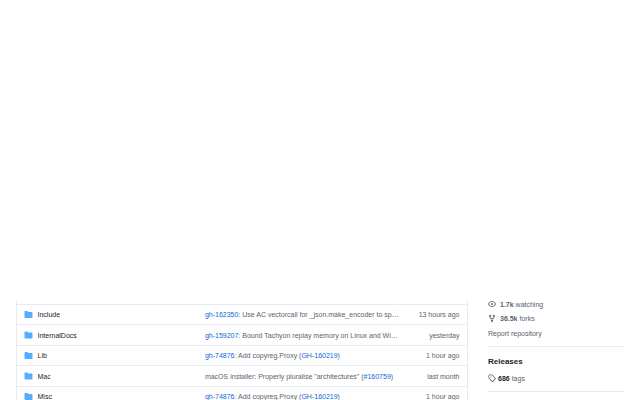 Include gh-162350: Use AC vectorcall for _json.make_encoder to sp... 13 hours ago
InternalDocs gh-159207: Bound Tachyon replay memory on Linux and Wi... yesterday
Lib gh-74876: Add copyreg.Proxy (GH-160219) 1 hour ago
Mac macOS installer: Properly pluralise "architectures" (#160759) last month
Misc gh-74876: Add copyreg.Proxy (GH-160219) 1 hour ago
1.7k watching
36.5k forks
Report repository
Releases
686 tags